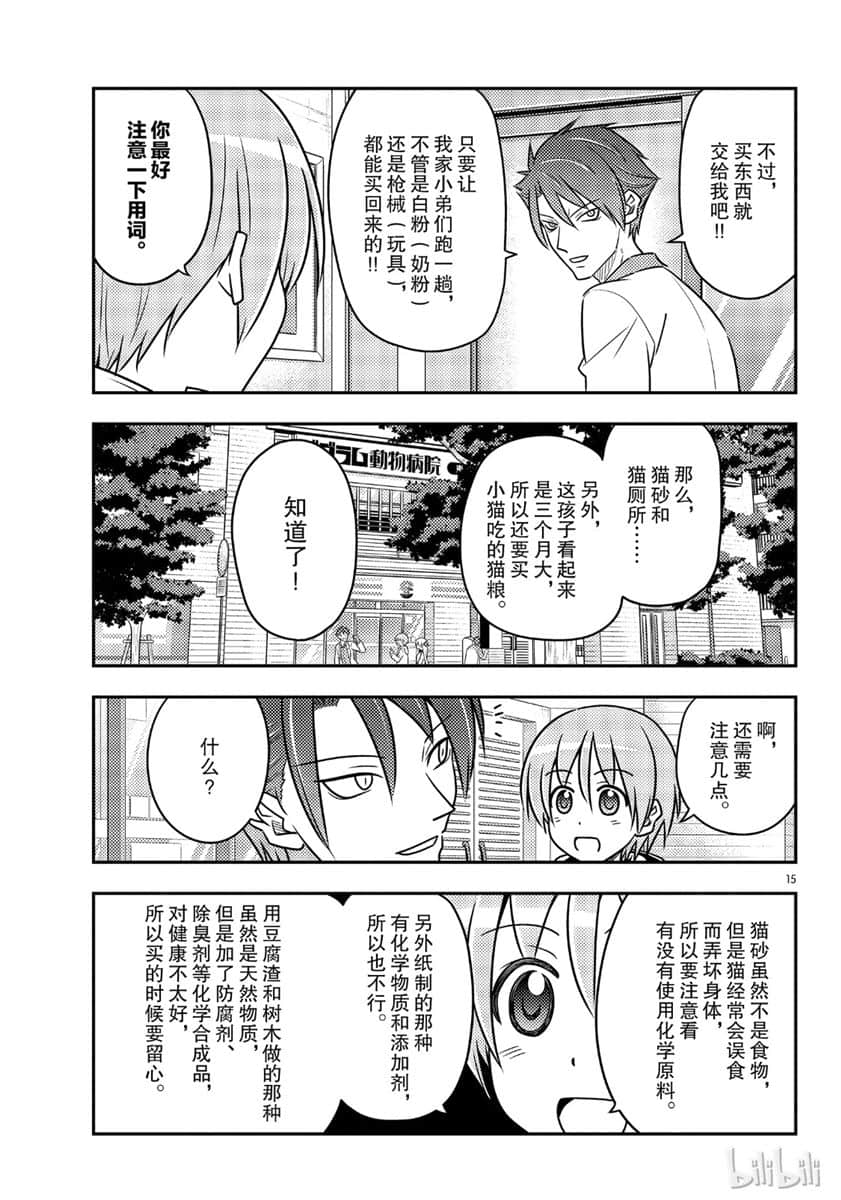 不过，
买东西就
交给我吧!!
只要让
我家小弟们跑一趟，
不管是白粉（奶粉）
还是枪械（玩具），
都能买回来的!!
你最好
注意一下用词。
那么，
猫砂和
猫厕所……
另外，
这孩子看起来
是三个月大，
所以还要买
小猫吃的猫粮。
動物病院
知道了！
啊，
还需要
注意几点。
什么？
15
猫砂虽然不是食物，
但是猫经常会误食
而弄坏身体，
所以要注意看
有没有使用化学原料。
另外纸制的那种
有化学物质和添加剂，
所以也不行。
用豆腐渣和树木做的那种
虽然是天然物质，
但是加了防腐剂、
除臭剂等化学合成品，
对健康不太好，
所以买的时候要留心。
bilibili